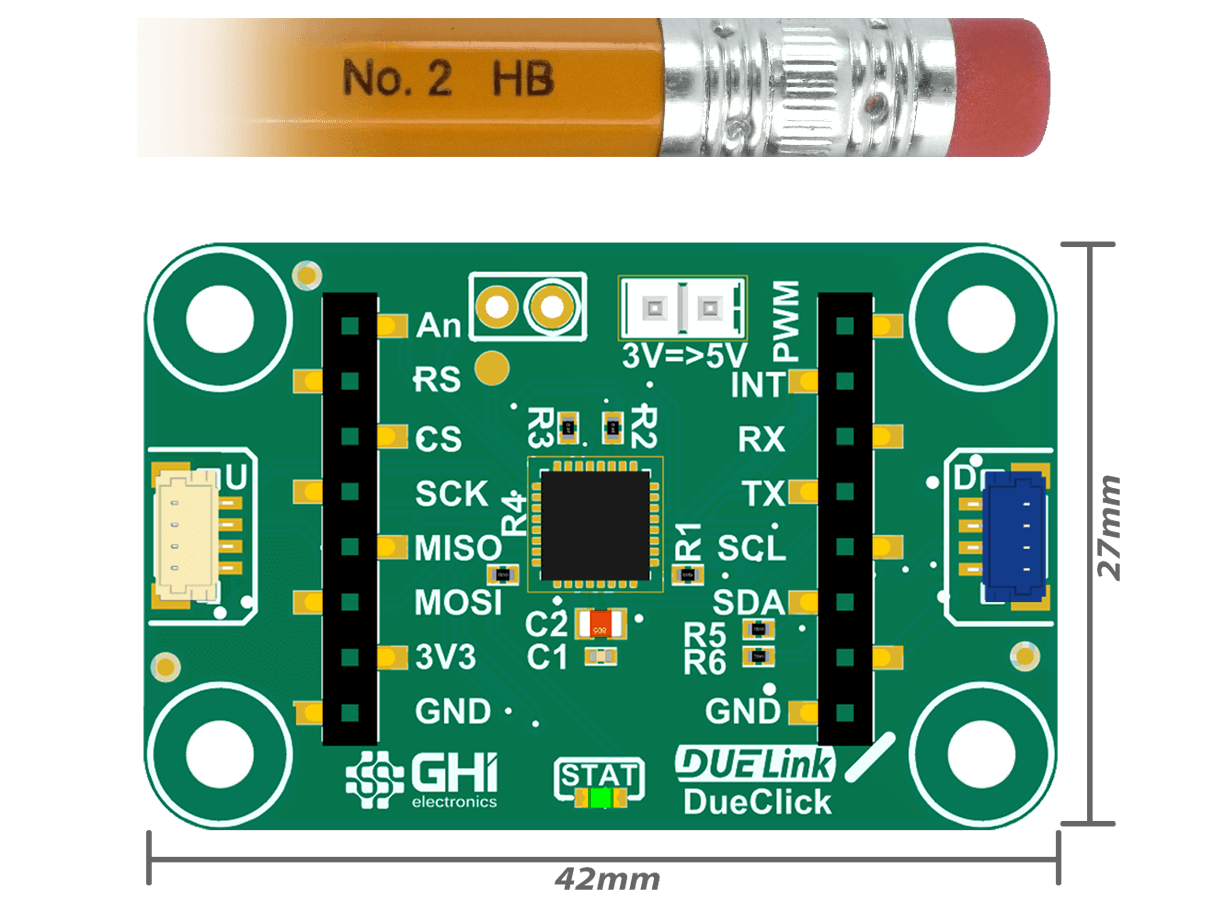 No. 2 HB
An
RS
CS
SCK
MISO
MOSI
3V3
GND
3V=>5V
PWM
INT
RX
TX
SCL
SDA
GND
U
D
R3
R2
R4
R1
C2
C1
R5
R6
GHi
electronics
STAT
DUELink
DueClick
27mm
42mm